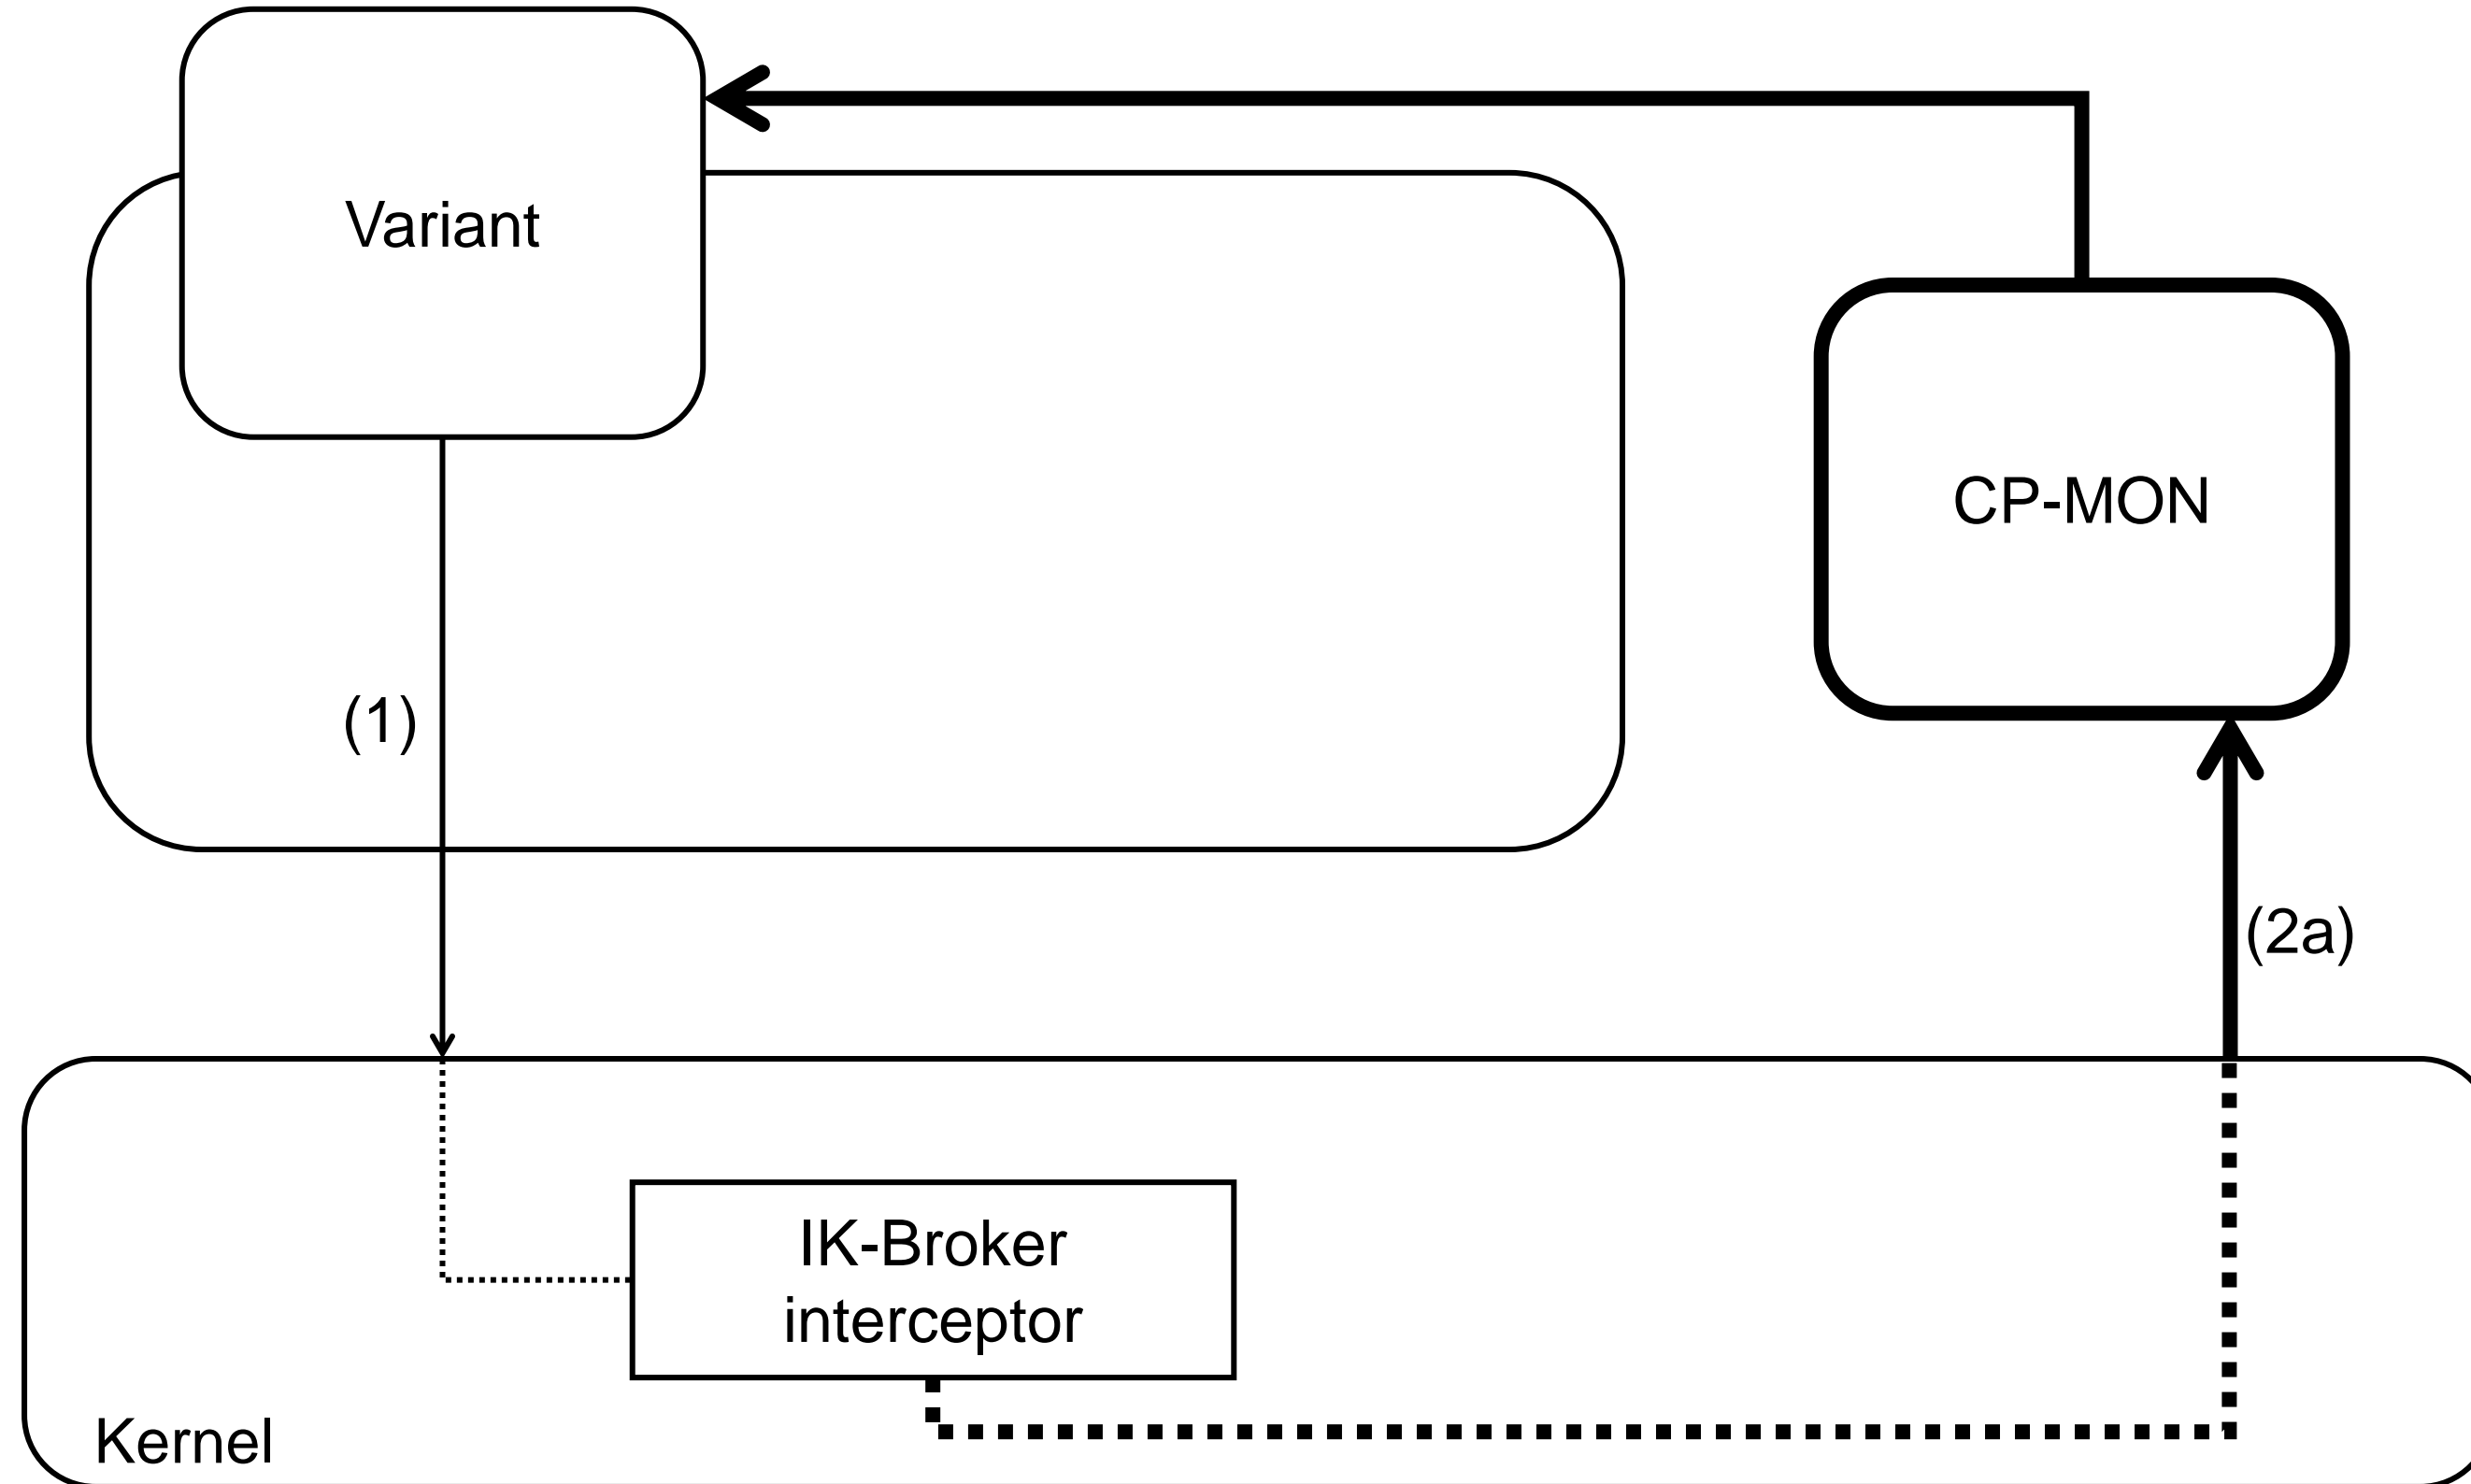 Variant
CP-MON
(1)
(2a)
IK-Broker
interceptor
Kernel